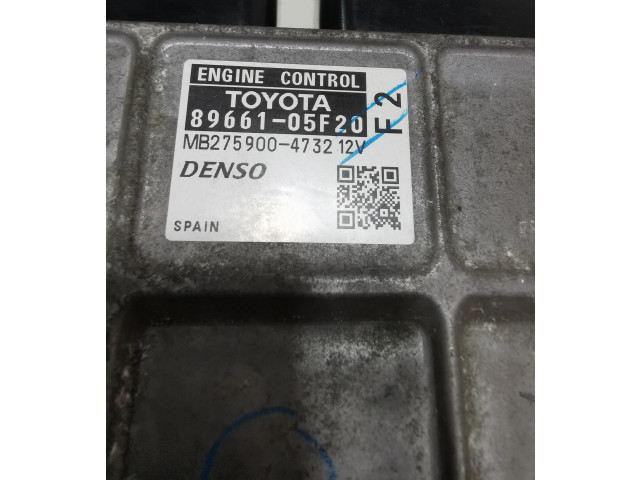 ENGINE CONTROL
TOYOTA
89661-05F20
F2
MB275900-4732 12V
DENSO
SPAIN